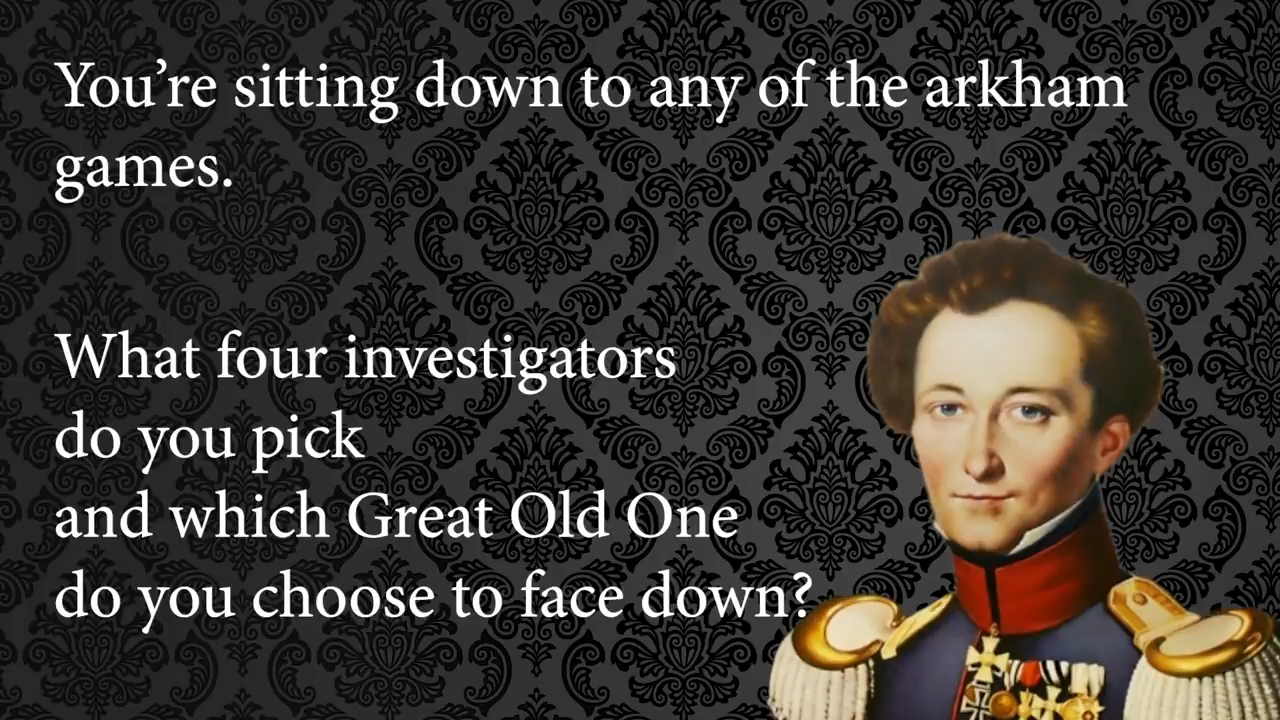 You’re sitting down to any of the arkham
games.
What four investigators
do you pick
and which Great Old One
do you choose to face down?